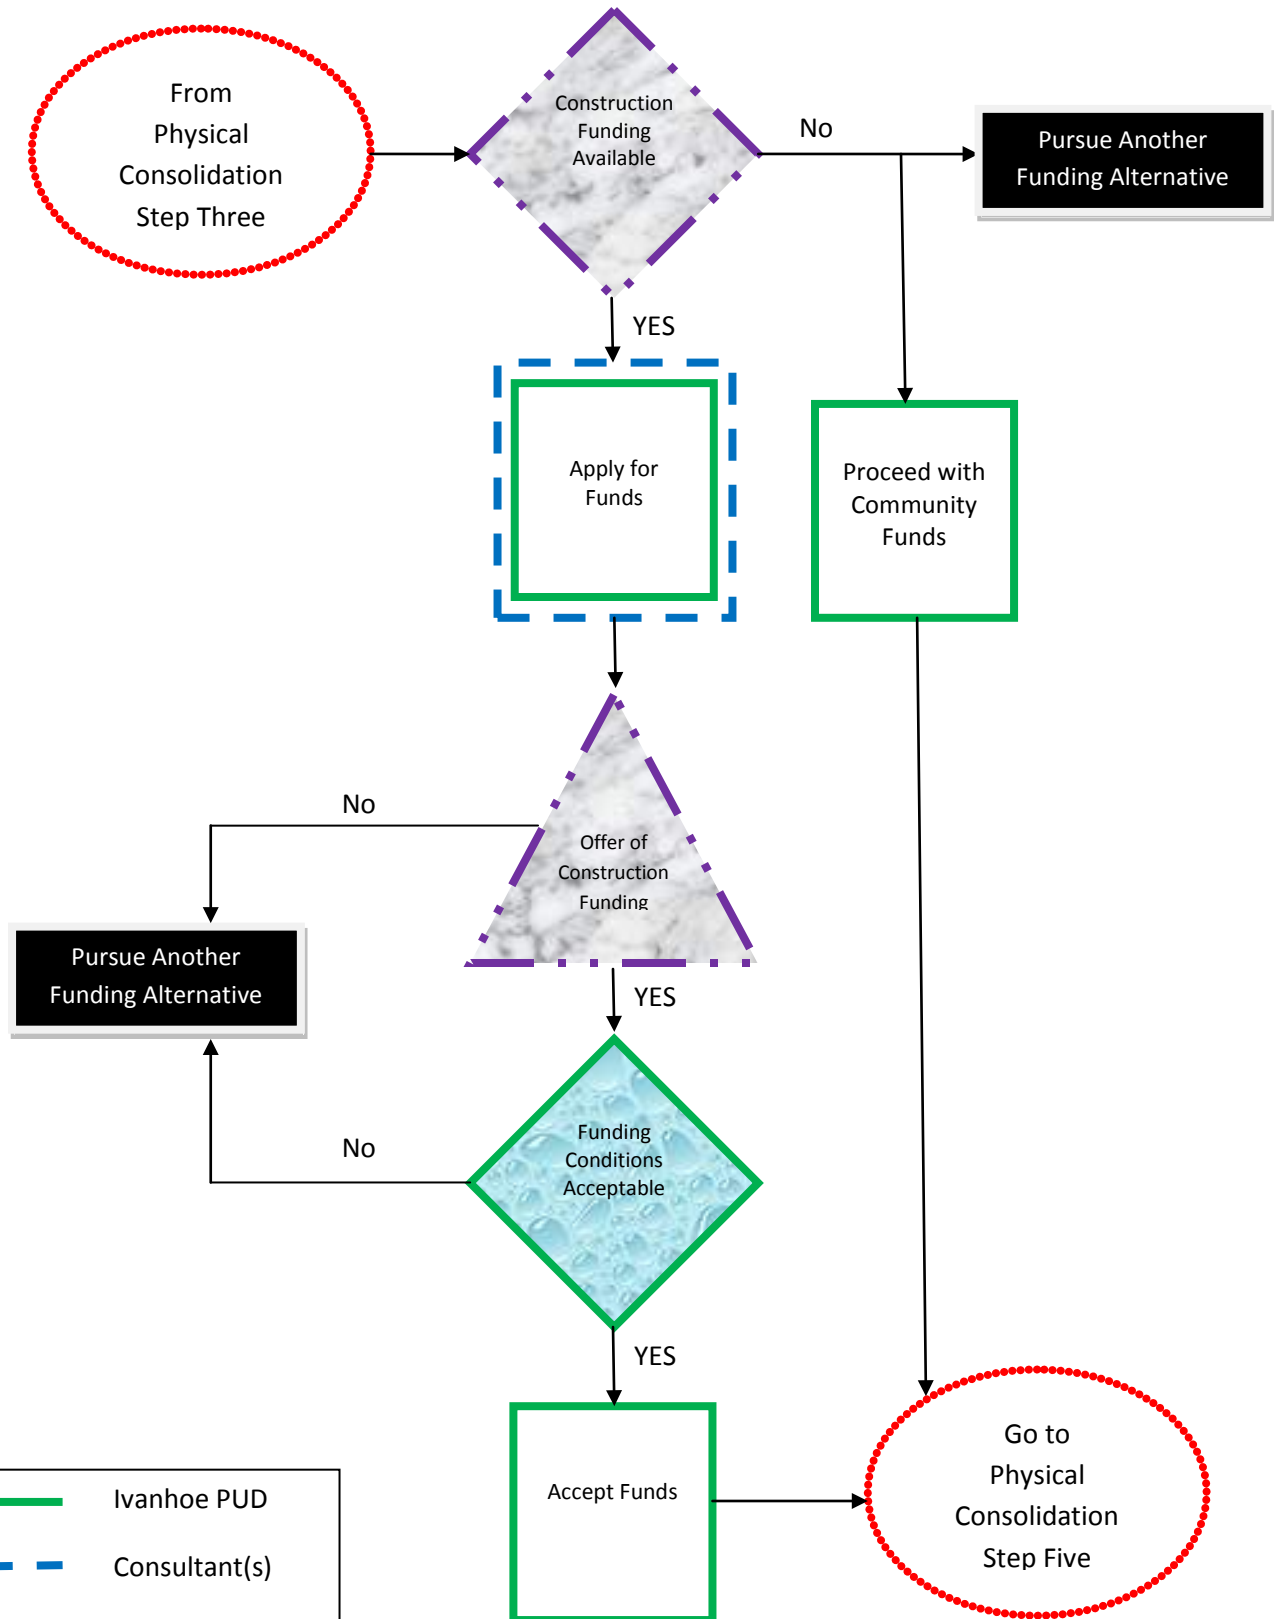 From
Physical
Consolidation
Step Three
Construction
Funding
Available
No
Pursue Another
Funding Alternative
YES
Apply for
Funds
Proceed with
Community
Funds
No
Offer of
Construction
Funding
Pursue Another
Funding Alternative
YES
No
Funding
Conditions
Acceptable
YES
Accept Funds
Go to
Physical
Consolidation
Step Five
Ivanhoe PUD
Consultant(s)